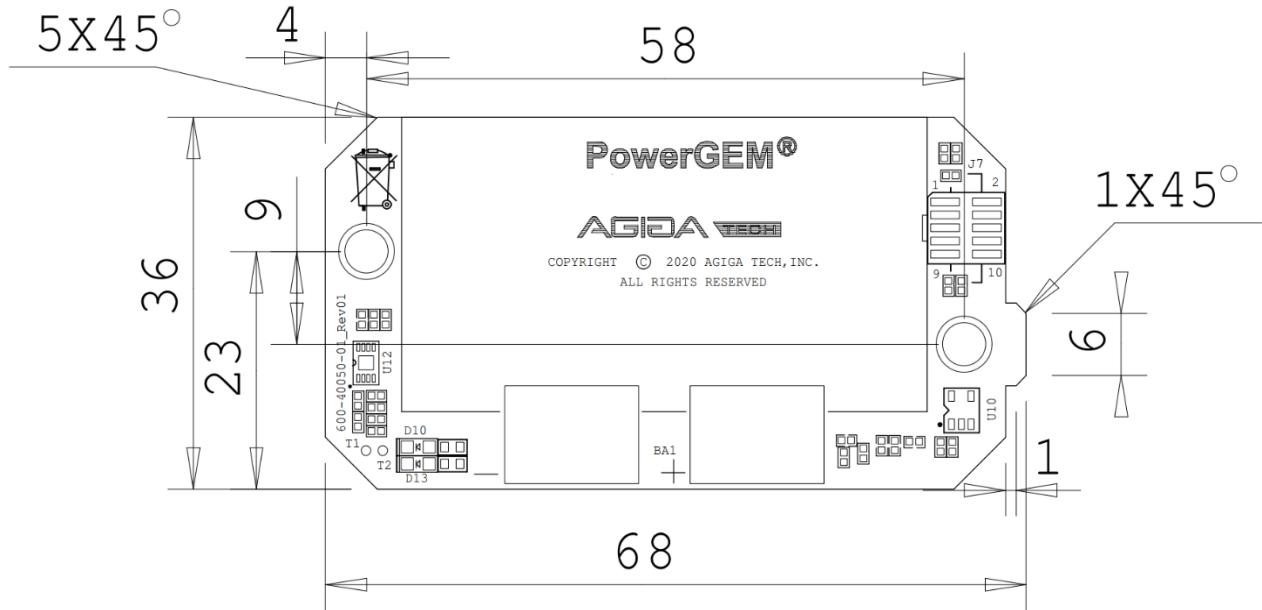 5X45°
4
58
PowerGEM®
J7
1 2
1X45°
9
AGIGA TECH
COPYRIGHT © 2020 AGIGA TECH,INC.
ALL RIGHTS RESERVED
9 10
36
600-40050-01_Rev01
U12
23
6
U10
D10
T1
T2
BA1
D13
1
68